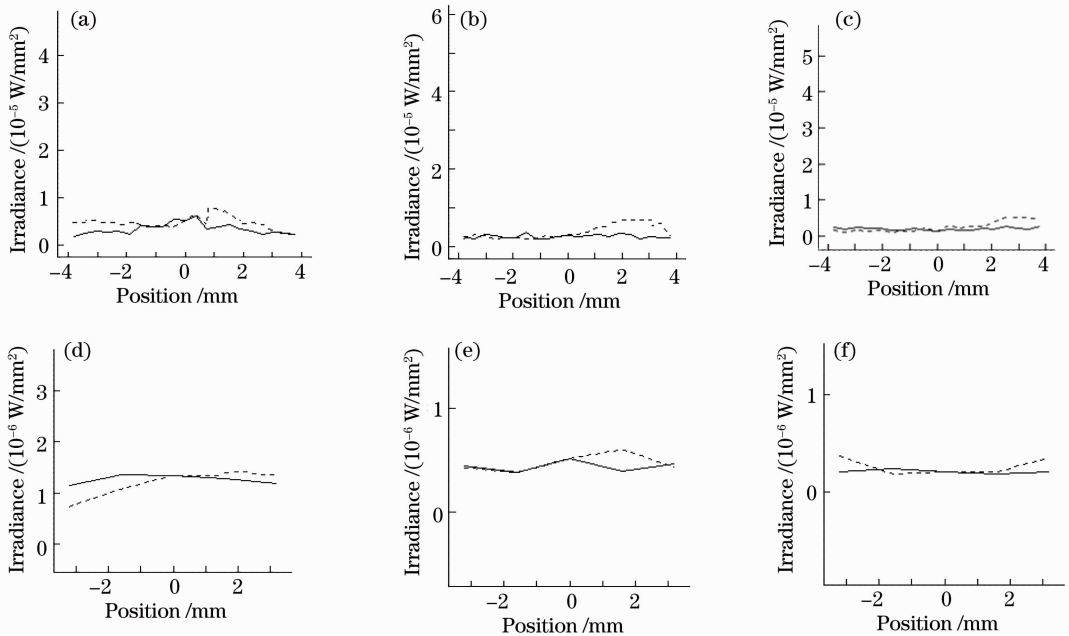 (a)
Irradiance /(10⁻⁵ W/mm²)
4
3
2
1
0
−4 −2 0 2 4
Position /mm
(b)
Irradiance /(10⁻⁵ W/mm²)
6
4
2
0
−4 −2 0 2 4
Position /mm
(c)
Irradiance /(10⁻⁵ W/mm²)
5
4
3
2
1
0
−4 −2 0 2 4
Position /mm
(d)
Irradiance /(10⁻⁶ W/mm²)
3
2
1
0
−2 0 2
Position /mm
(e)
Irradiance /(10⁻⁶ W/mm²)
1
0
−2 0 2
Position /mm
(f)
Irradiance /(10⁻⁶ W/mm²)
1
0
−2 0 2
Position /mm